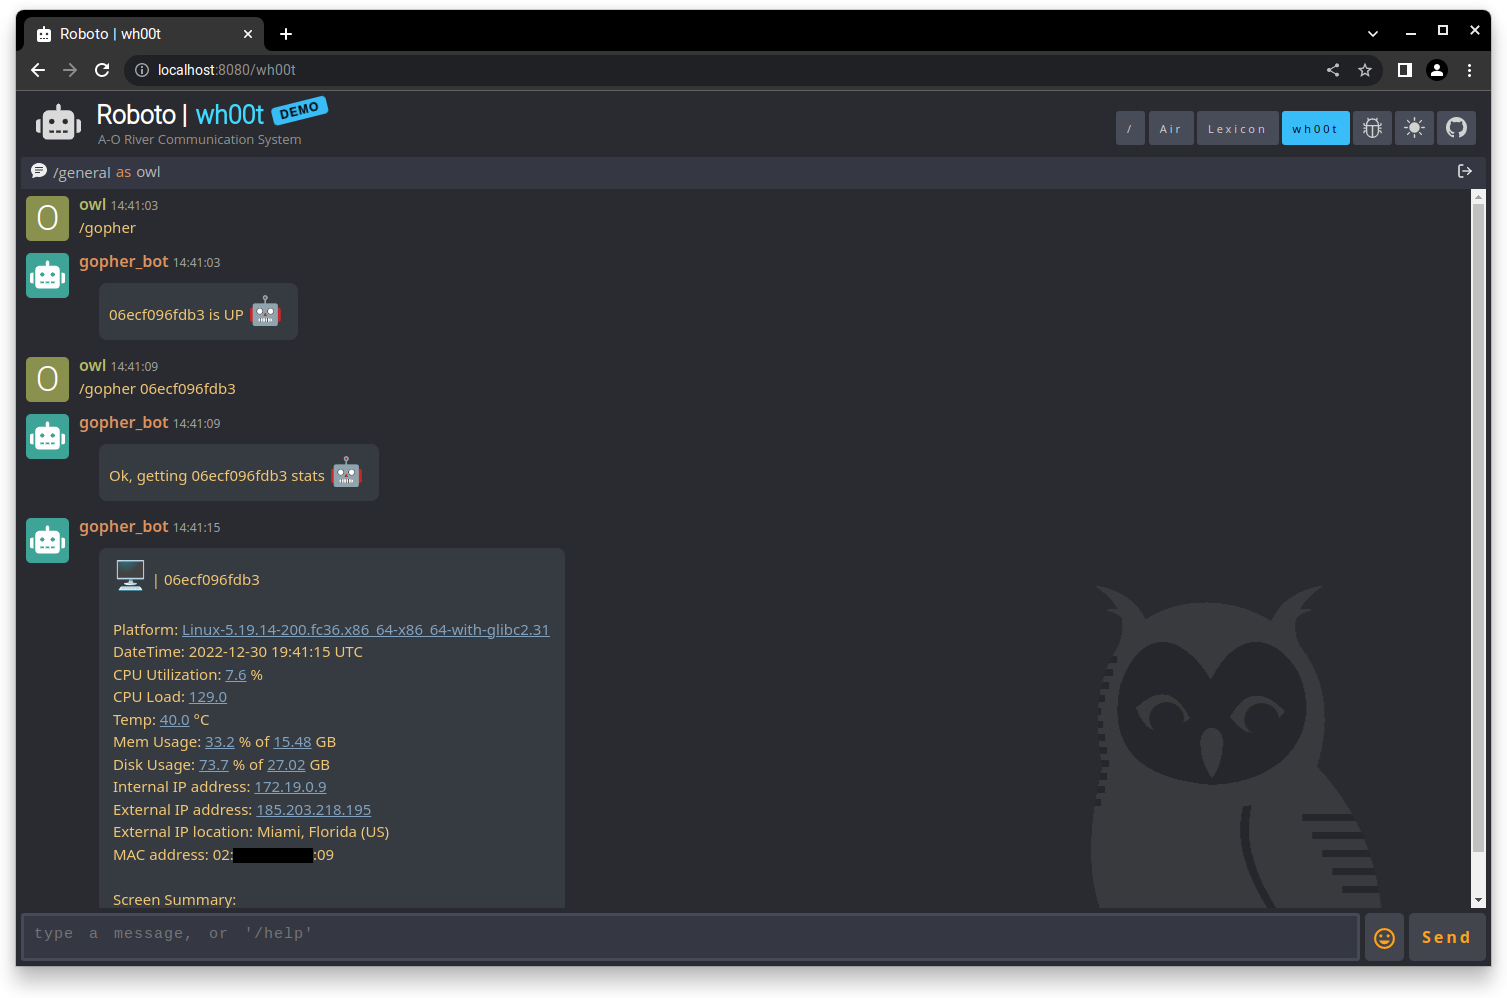 Roboto | wh00t
localhost:8080/wh00t
Roboto | wh00t DEMO
A-O River Communication System
/ Air Lexicon wh00t
/general as owl
O
owl 14:41:03
/gopher
gopher_bot 14:41:03
06ecf096fdb3 is UP
O
owl 14:41:09
/gopher 06ecf096fdb3
gopher_bot 14:41:09
Ok, getting 06ecf096fdb3 stats
gopher_bot 14:41:15
| 06ecf096fdb3
Platform: Linux-5.19.14-200.fc36.x86_64-x86_64-with-glibc2.31
DateTime: 2022-12-30 19:41:15 UTC
CPU Utilization: 7.6 %
CPU Load: 129.0
Temp: 40.0 °C
Mem Usage: 33.2 % of 15.48 GB
Disk Usage: 73.7 % of 27.02 GB
Internal IP address: 172.19.0.9
External IP address: 185.203.218.195
External IP location: Miami, Florida (US)
MAC address: 02: :09
Screen Summary:
type a message, or '/help'
Send